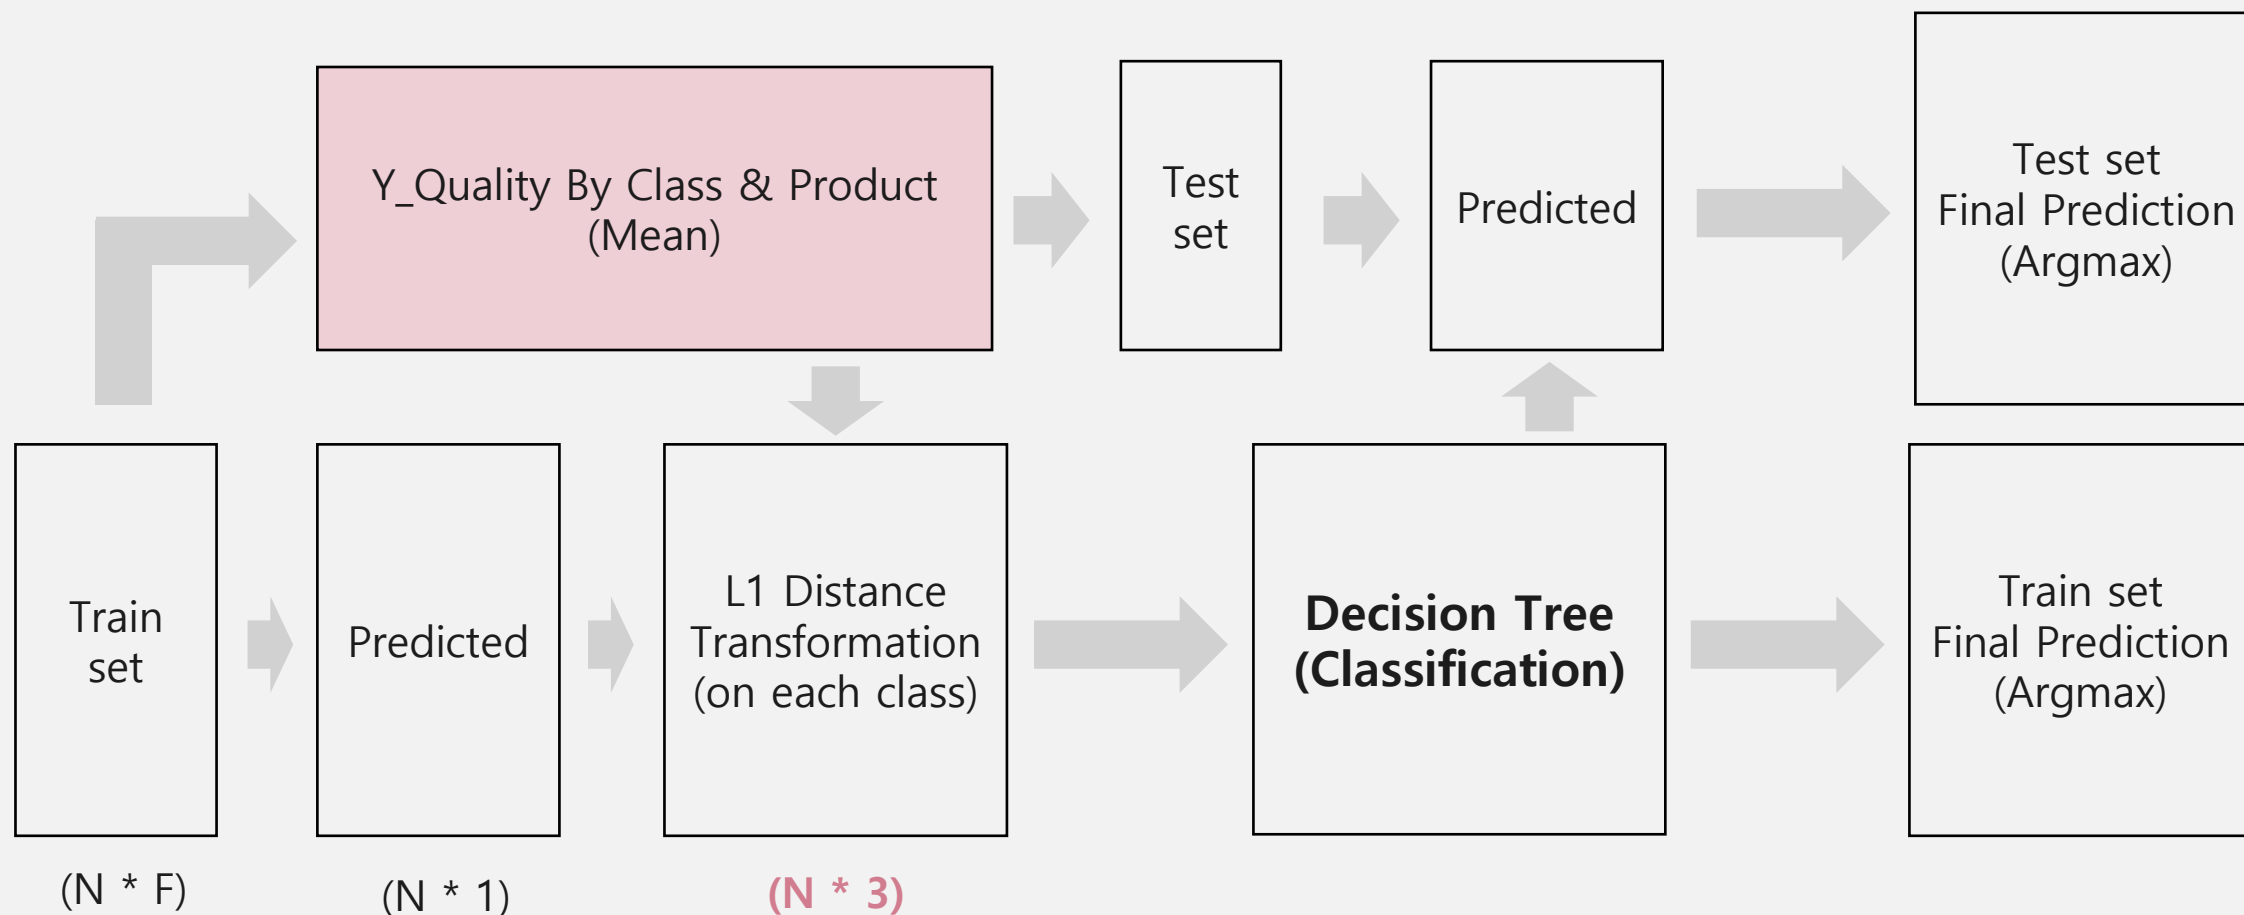 Y_Quality By Class & Product
(Mean)
Test
set
Predicted
Test set
Final Prediction
(Argmax)
Train
set
Predicted
L1 Distance
Transformation
(on each class)
Decision Tree
(Classification)
Train set
Final Prediction
(Argmax)
(N * F)
(N * 1)
(N * 3)